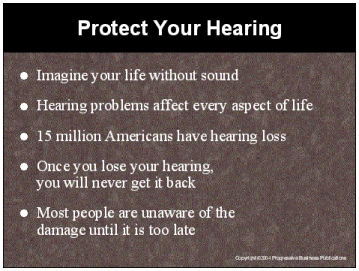 Protect Your Hearing
Imagine your life without sound
Hearing problems affect every aspect of life
15 million Americans have hearing loss
Once you lose your hearing,
you will never get it back
Most people are unaware of the
damage until it is too late
Progressive Business Publications